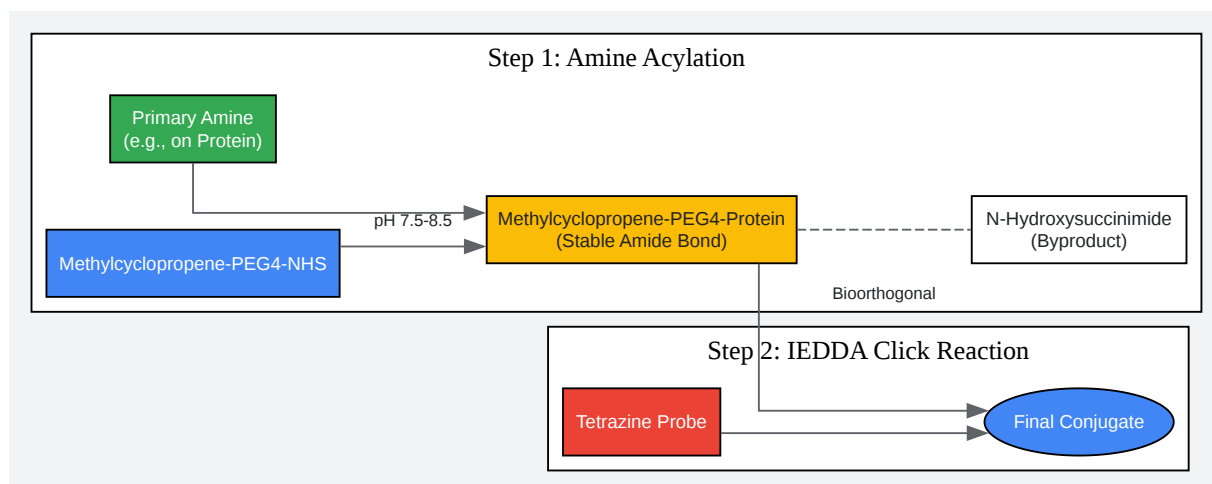 Step 1: Amine Acylation
Primary Amine
(e.g., on Protein)
pH 7.5-8.5
Methylcyclopropene-PEG4-NHS
Methylcyclopropene-PEG4-Protein
(Stable Amide Bond)
N-Hydroxysuccinimide
(Byproduct)
Bioorthogonal
Step 2: IEDDA Click Reaction
Tetrazine Probe
Final Conjugate